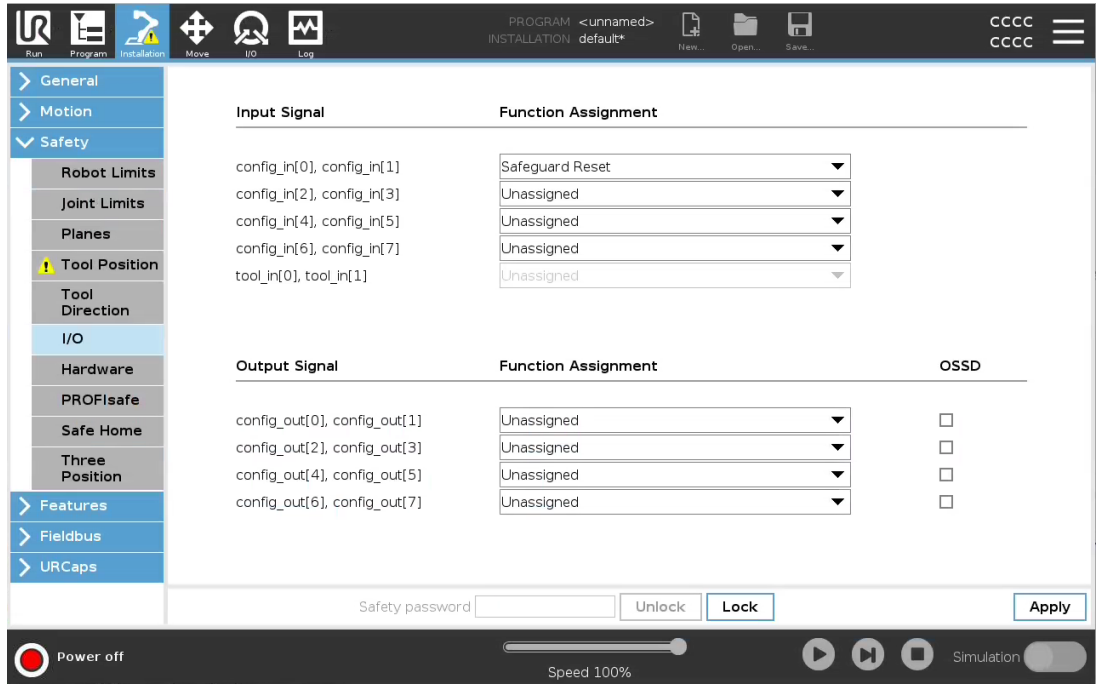 PROGRAM <unnamed>
INSTALLATION default*
CCCC
CCCC
UR
Run
Program
Installation
Move
I/O
Log
New...
Open...
Save...
General
Motion
Safety
Robot Limits
Joint Limits
Planes
Tool Position
Tool
Direction
I/O
Hardware
PROFIsafe
Safe Home
Three
Position
Features
Fieldbus
URCaps
Input Signal Function Assignment
config_in[0], config_in[1] Safeguard Reset
config_in[2], config_in[3] Unassigned
config_in[4], config_in[5] Unassigned
config_in[6], config_in[7] Unassigned
tool_in[0], tool_in[1] Unassigned
Output Signal Function Assignment OSSD
config_out[0], config_out[1] Unassigned
config_out[2], config_out[3] Unassigned
config_out[4], config_out[5] Unassigned
config_out[6], config_out[7] Unassigned
Safety password Unlock Lock Apply
Power off
Speed 100%
Simulation